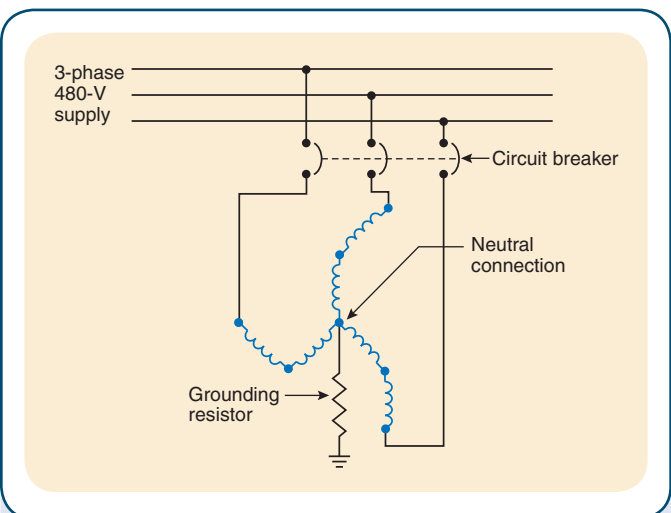 3-phase
480-V
supply
Circuit breaker
Neutral
connection
Grounding
resistor